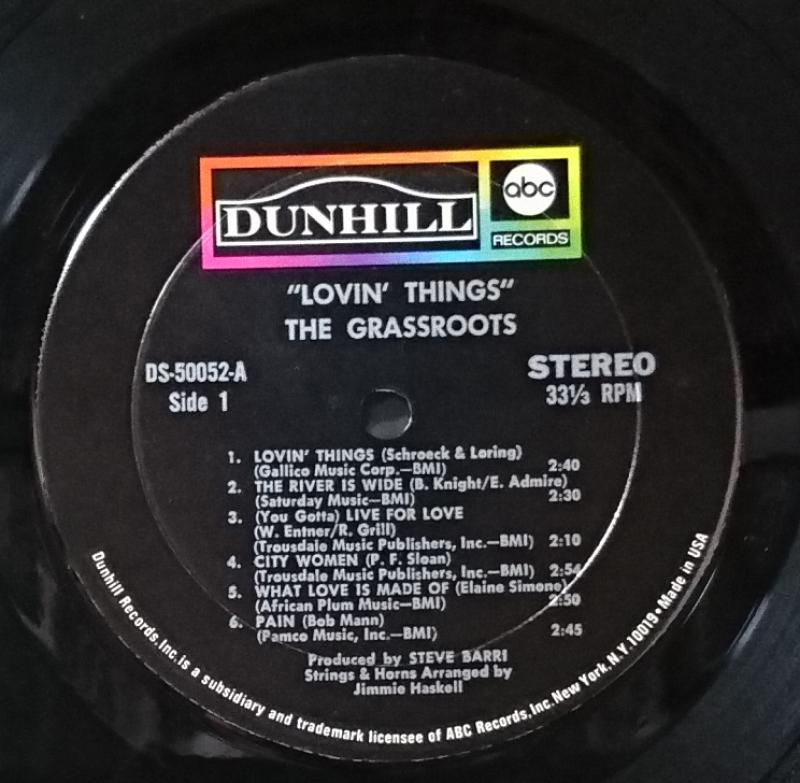 DUNHILL
abc
RECORDS
"LOVIN' THINGS"
THE GRASSROOTS
DS-50052-A
Side 1
STEREO
33⅓ RPM
1. LOVIN' THINGS (Schroeck & Loring)
(Gallico Music Corp.—BMI) 2:40
2. THE RIVER IS WIDE (B. Knight/E. Admire)
(Saturday Music—BMI) 2:30
3. (You Gotta) LIVE FOR LOVE
(W. Entner/R. Grill)
(Trousdale Music Publishers, Inc.—BMI) 2:10
4. CITY WOMEN (P. F. Sloan)
(Trousdale Music Publishers, Inc.—BMI) 2:54
5. WHAT LOVE IS MADE OF (Elaine Simone)
(African Plum Music—BMI) 2:50
6. PAIN (Bob Mann)
(Pamco Music, Inc.—BMI) 2:45
Produced by STEVE BARRI
Strings & Horns Arranged by
Jimmie Haskell
Dunhill Records, Inc. is a subsidiary and trademark licensee of ABC Records, Inc. New York, N.Y. 10019 • Made in USA